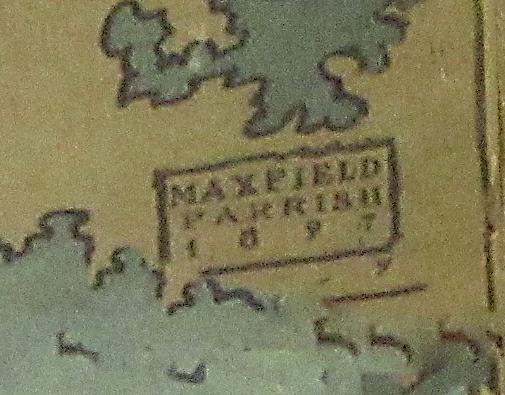 MAXFIELD
PARRISH
1 8 9 7